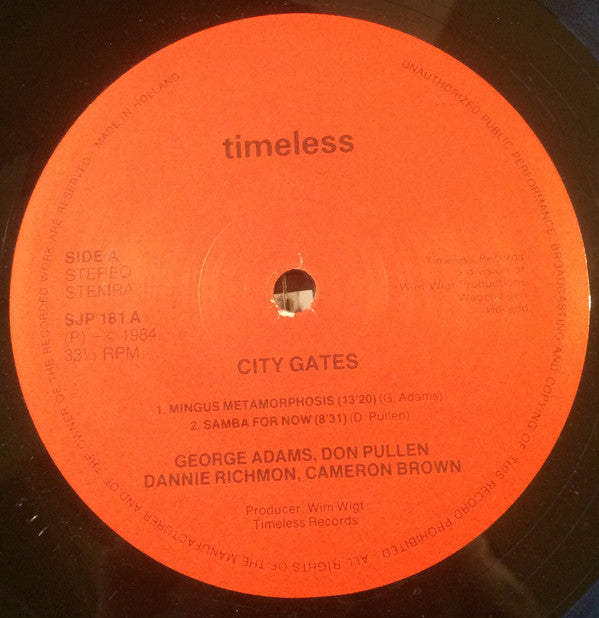 timeless
SIDE A
STEREO
STEMRA
SJP 181 A
(P) - © 1984
33⅓ RPM
Timeless Records
a division of
Wim Wigt Productions
Wageningen
Holland
CITY GATES
1. MINGUS METAMORPHOSIS (13'20) (G. Adams)
2. SAMBA FOR NOW (8'31) (D. Pullen)
GEORGE ADAMS, DON PULLEN
DANNIE RICHMON, CAMERON BROWN
Producer, Wim Wigt
Timeless Records
UNAUTHORIZED PUBLIC PERFORMANCE, BROADCASTING AND COPYING OF THIS RECORD PROHIBITED. ALL RIGHTS OF THE MANUFACTURER AND OF THE OWNER OF THE RECORDED WORK ARE RESERVED - MADE IN HOLLAND